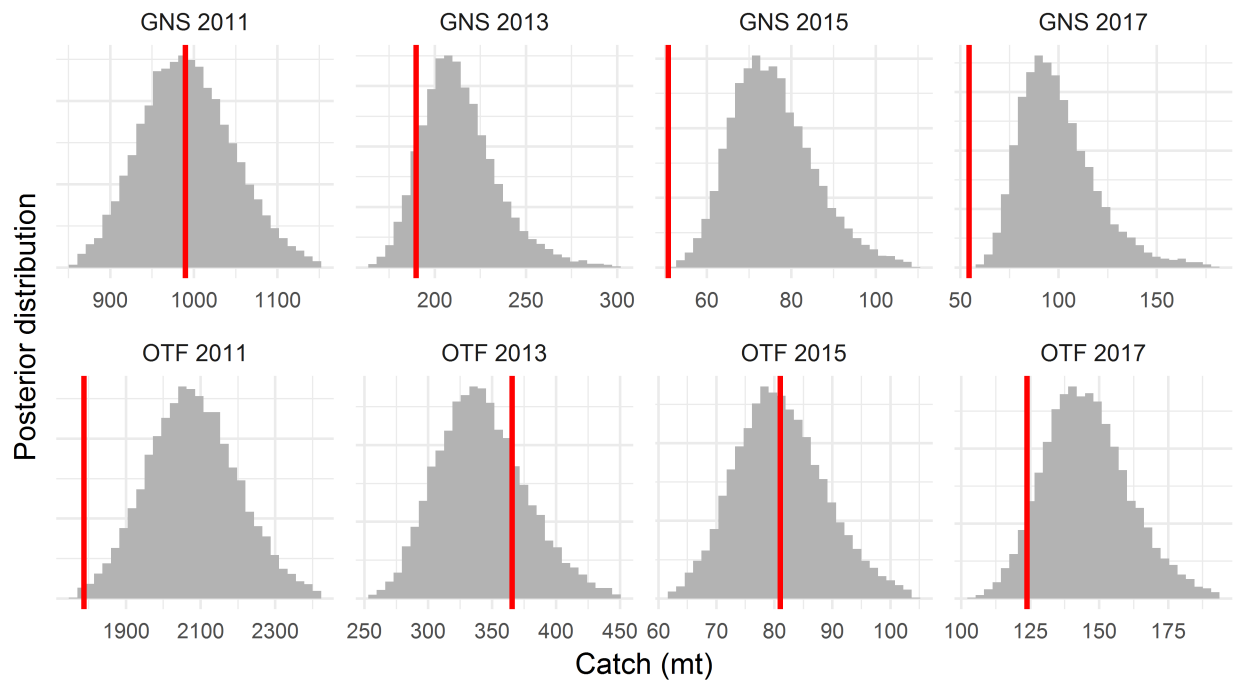 GNS 2011 GNS 2013 GNS 2015 GNS 2017
900 1000 1100 200 250 300 60 80 100 50 100 150
Posterior distribution
OTF 2011 OTF 2013 OTF 2015 OTF 2017
1900 2100 2300 250 300 350 400 450 60 70 80 90 100 100 125 150 175
Catch (mt)